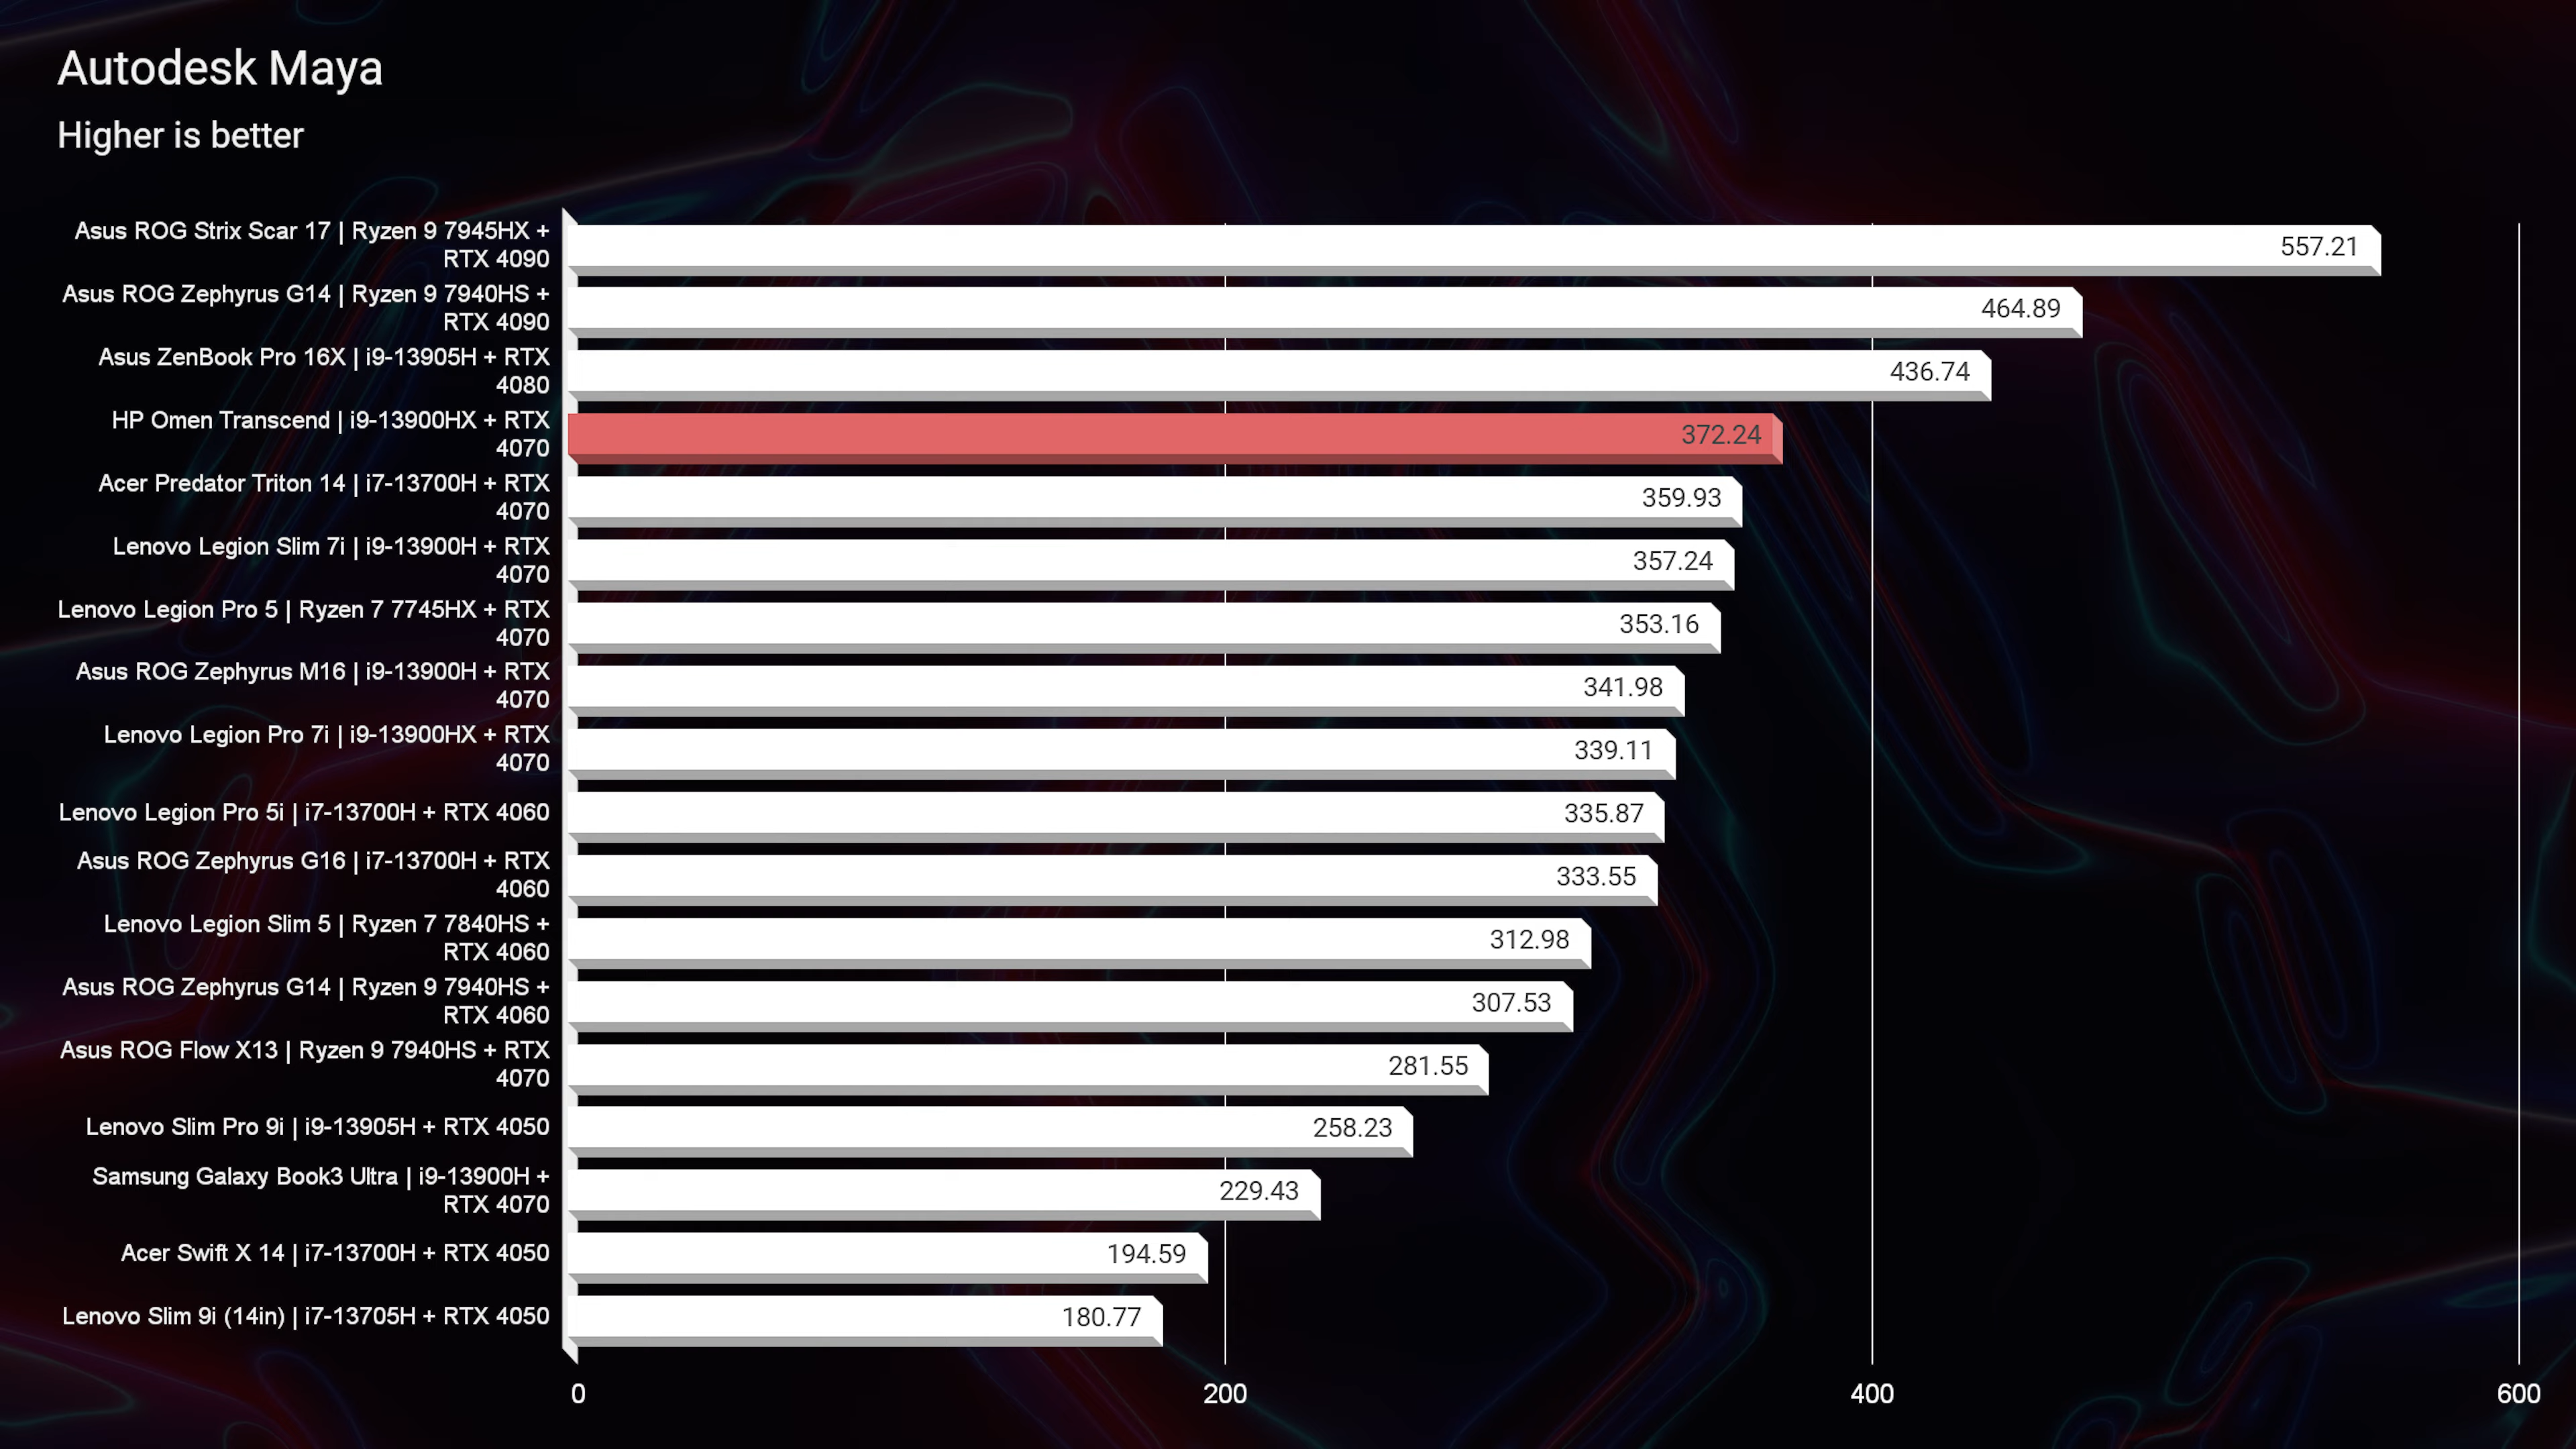 Autodesk Maya
Higher is better
Asus ROG Strix Scar 17 | Ryzen 9 7945HX +
RTX 4090
557.21
Asus ROG Zephyrus G14 | Ryzen 9 7940HS +
RTX 4090
464.89
Asus ZenBook Pro 16X | i9-13905H + RTX
4080
436.74
HP Omen Transcend | i9-13900HX + RTX
4070
372.24
Acer Predator Triton 14 | i7-13700H + RTX
4070
359.93
Lenovo Legion Slim 7i | i9-13900H + RTX
4070
357.24
Lenovo Legion Pro 5 | Ryzen 7 7745HX + RTX
4070
353.16
Asus ROG Zephyrus M16 | i9-13900H + RTX
4070
341.98
Lenovo Legion Pro 7i | i9-13900HX + RTX
4070
339.11
Lenovo Legion Pro 5i | i7-13700H + RTX 4060
335.87
Asus ROG Zephyrus G16 | i7-13700H + RTX
4060
333.55
Lenovo Legion Slim 5 | Ryzen 7 7840HS +
RTX 4060
312.98
Asus ROG Zephyrus G14 | Ryzen 9 7940HS +
RTX 4060
307.53
Asus ROG Flow X13 | Ryzen 9 7940HS + RTX
4070
281.55
Lenovo Slim Pro 9i | i9-13905H + RTX 4050
258.23
Samsung Galaxy Book3 Ultra | i9-13900H +
RTX 4070
229.43
Acer Swift X 14 | i7-13700H + RTX 4050
194.59
Lenovo Slim 9i (14in) | i7-13705H + RTX 4050
180.77
0 200 400 600